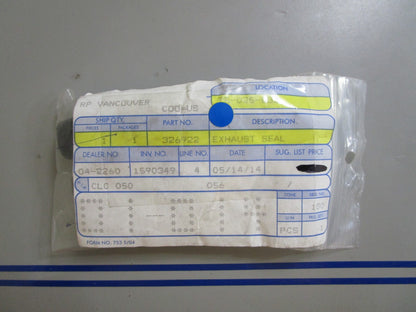 RP VANCOUVER
LOCATION
SHIP QTY.
PIECES PACKAGES PART NO. DESCRIPTION
1 1 326922 EXHAUST SEAL
DEALER NO. INV. NO. LINE NO. DATE SUG. LIST PRICE
04-2260 1590349 4 05/14/14
CLC 050 056 /
ZONE
PCS
FORM NO. 753 5/04